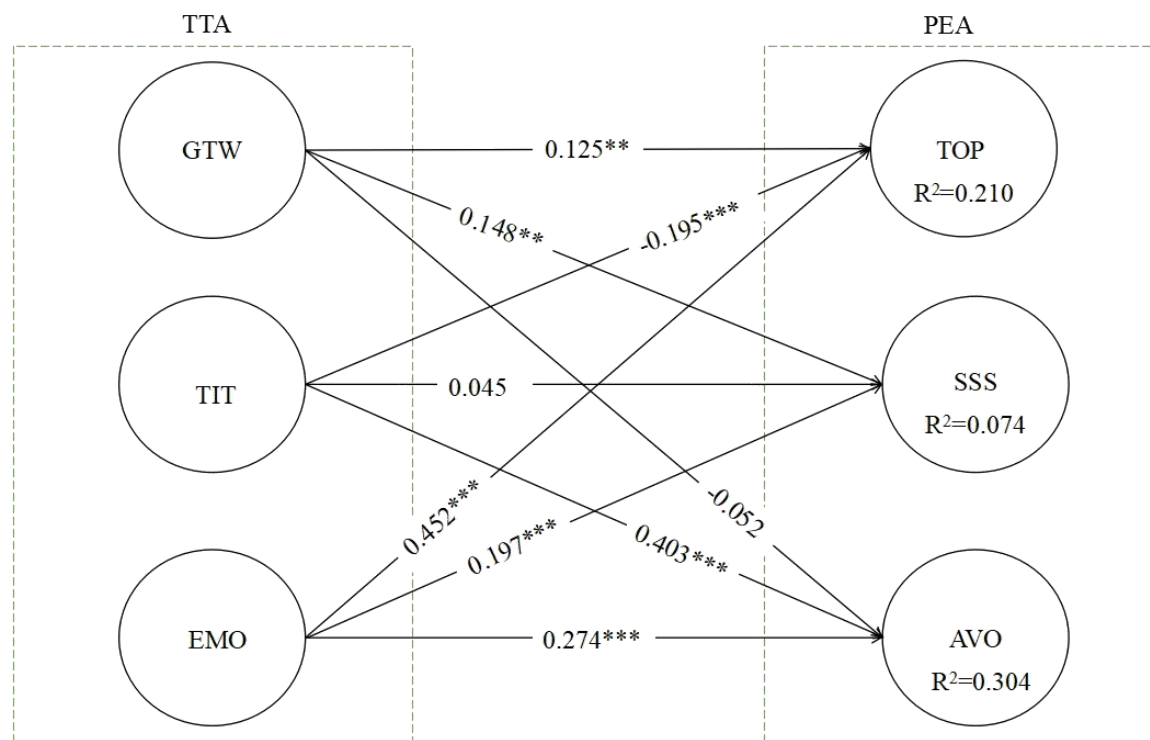 TTA
PEA
GTW
0.125**
TOP
R²=0.210
0.148**
-0.195***
TIT
0.045
SSS
R²=0.074
0.452***
0.197***
-0.052
0.403***
EMO
0.274***
AVO
R²=0.304